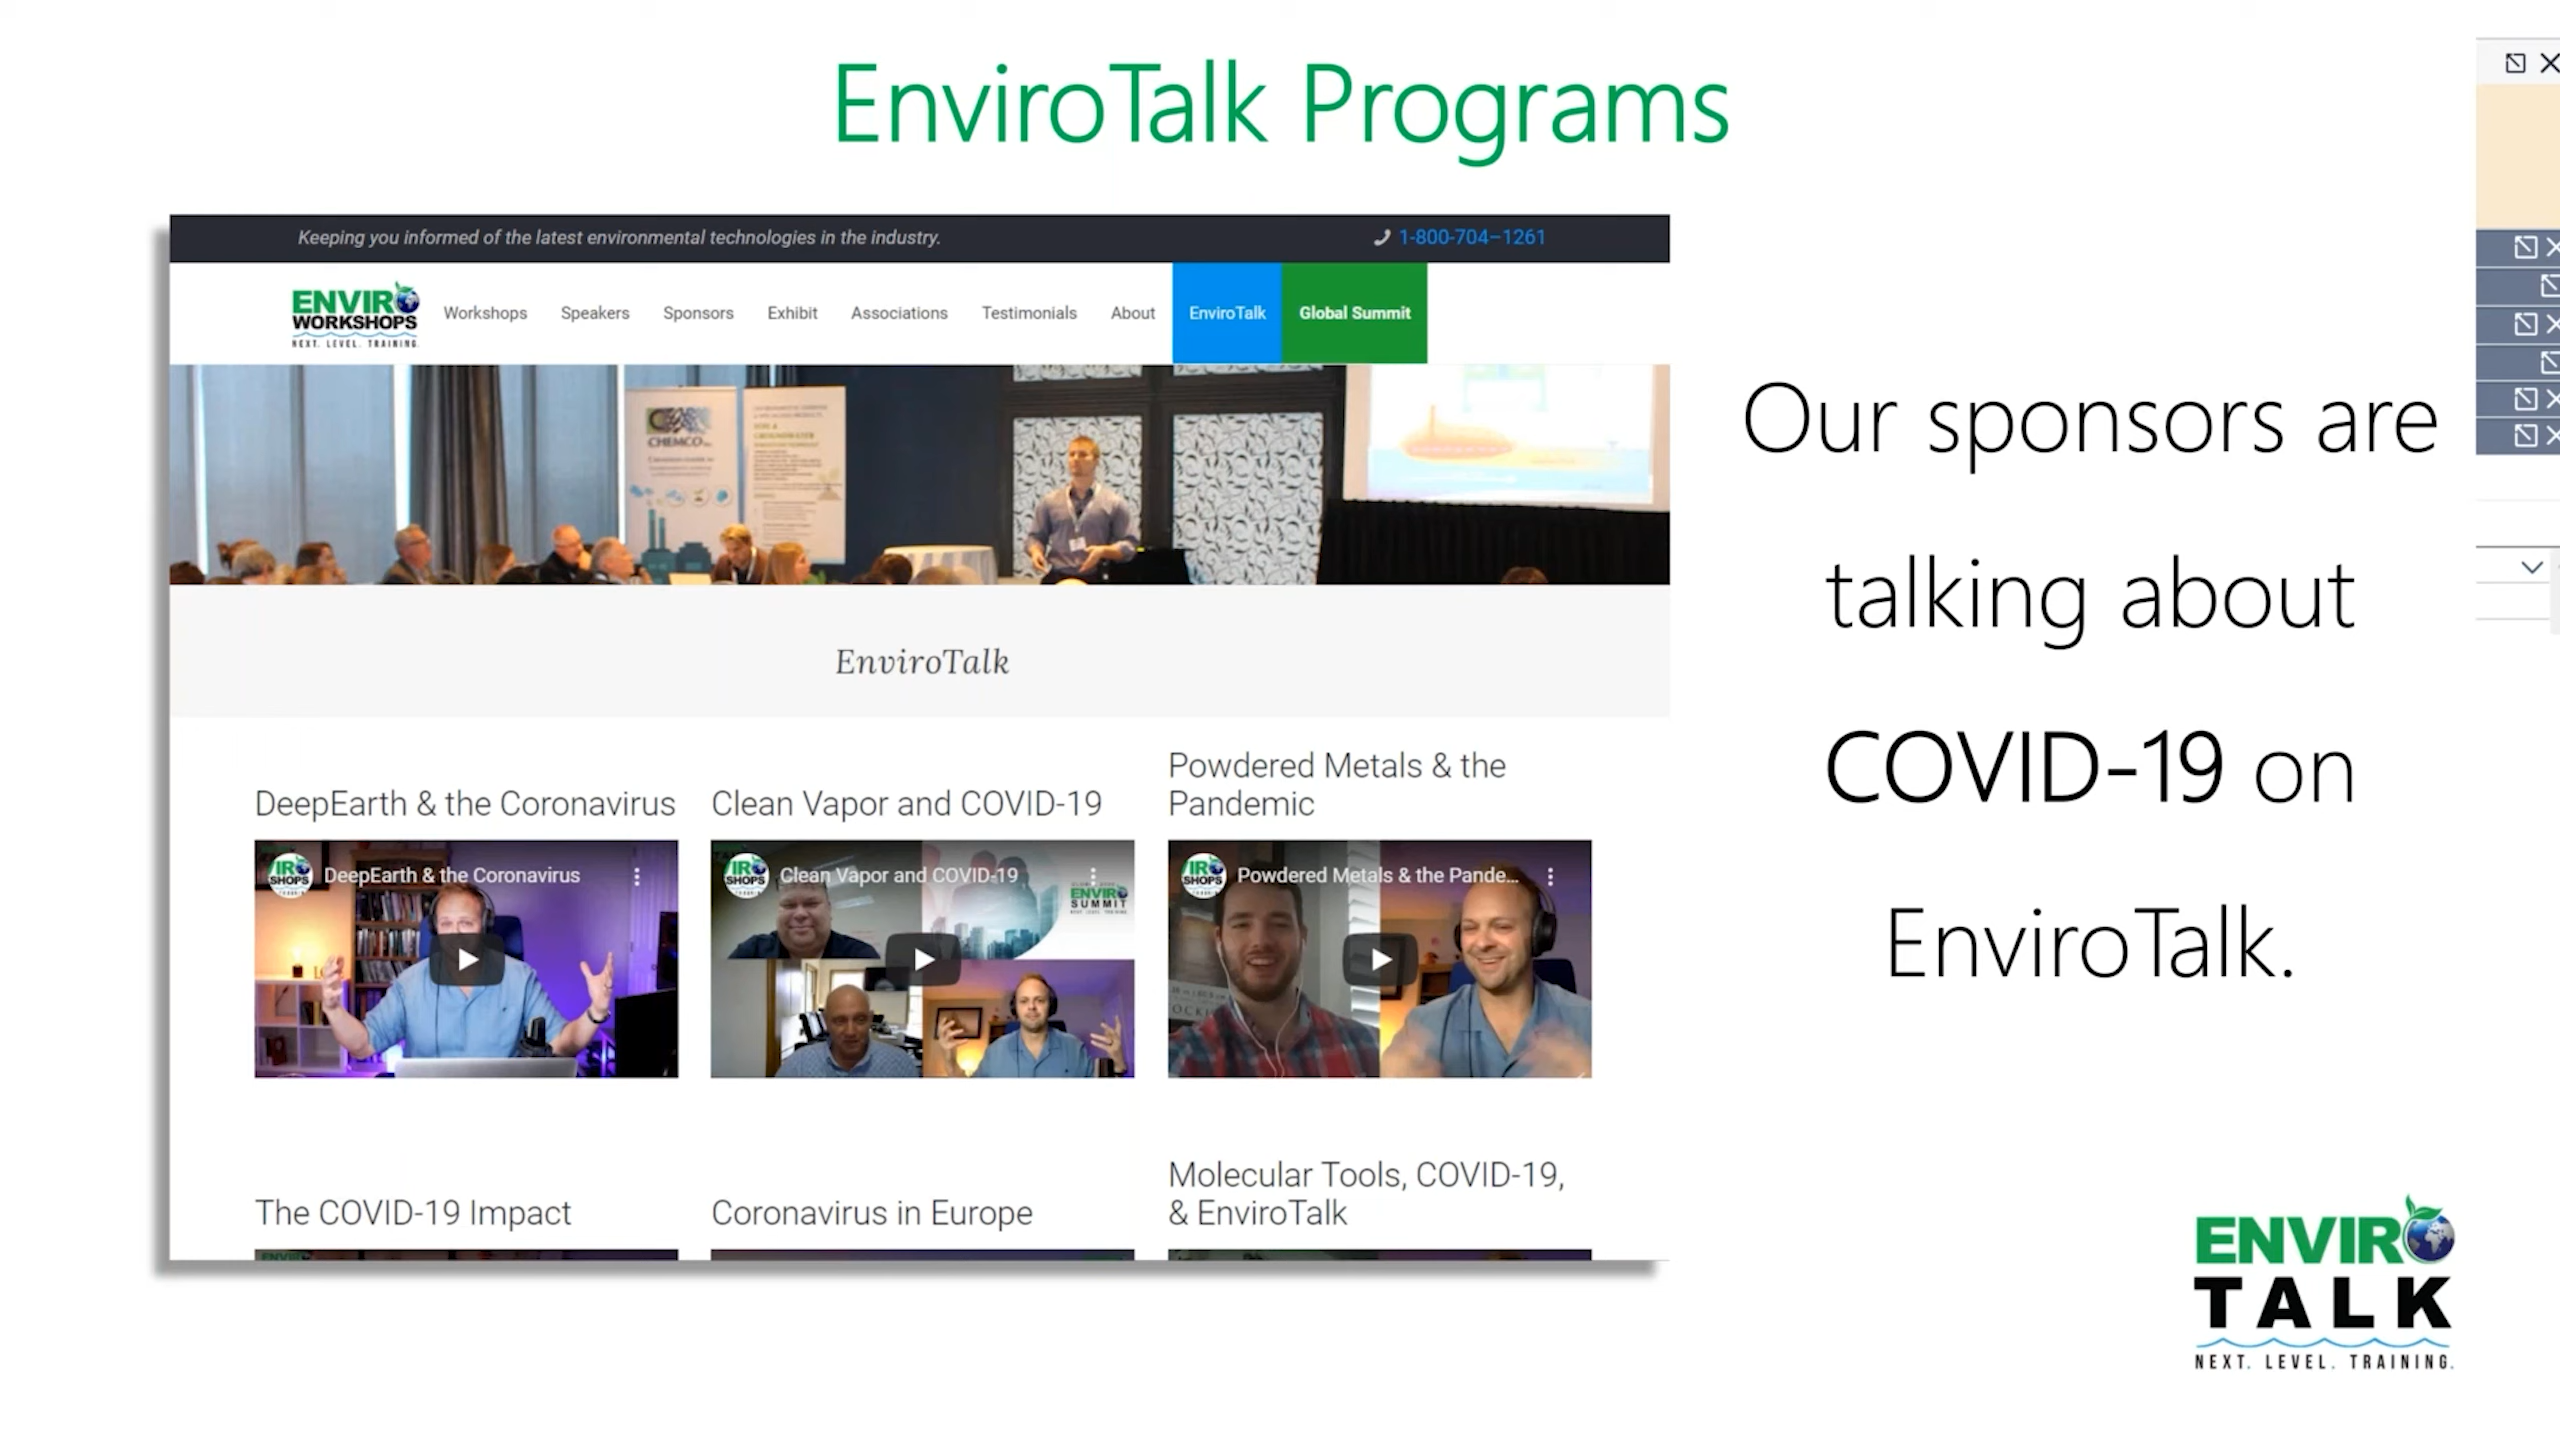 EnviroTalk Programs
Keeping you informed of the latest environmental technologies in the industry.
1-800-704-1261
ENVIRO
WORKSHOPS
NEXT. LEVEL. TRAINING.
Workshops
Speakers
Sponsors
Exhibit
Associations
Testimonials
About
EnviroTalk
Global Summit
CHEMCO
EnviroTalk
DeepEarth & the Coronavirus
Clean Vapor and COVID-19
Powdered Metals & the
Pandemic
DeepEarth & the Coronavirus
Clean Vapor and COVID-19
ENVIRO
SUMMIT
Powdered Metals & the Pande...
The COVID-19 Impact
Coronavirus in Europe
Molecular Tools, COVID-19,
& EnviroTalk
Our sponsors are
talking about
COVID-19 on
EnviroTalk.
ENVIRO
TALK
NEXT. LEVEL. TRAINING.